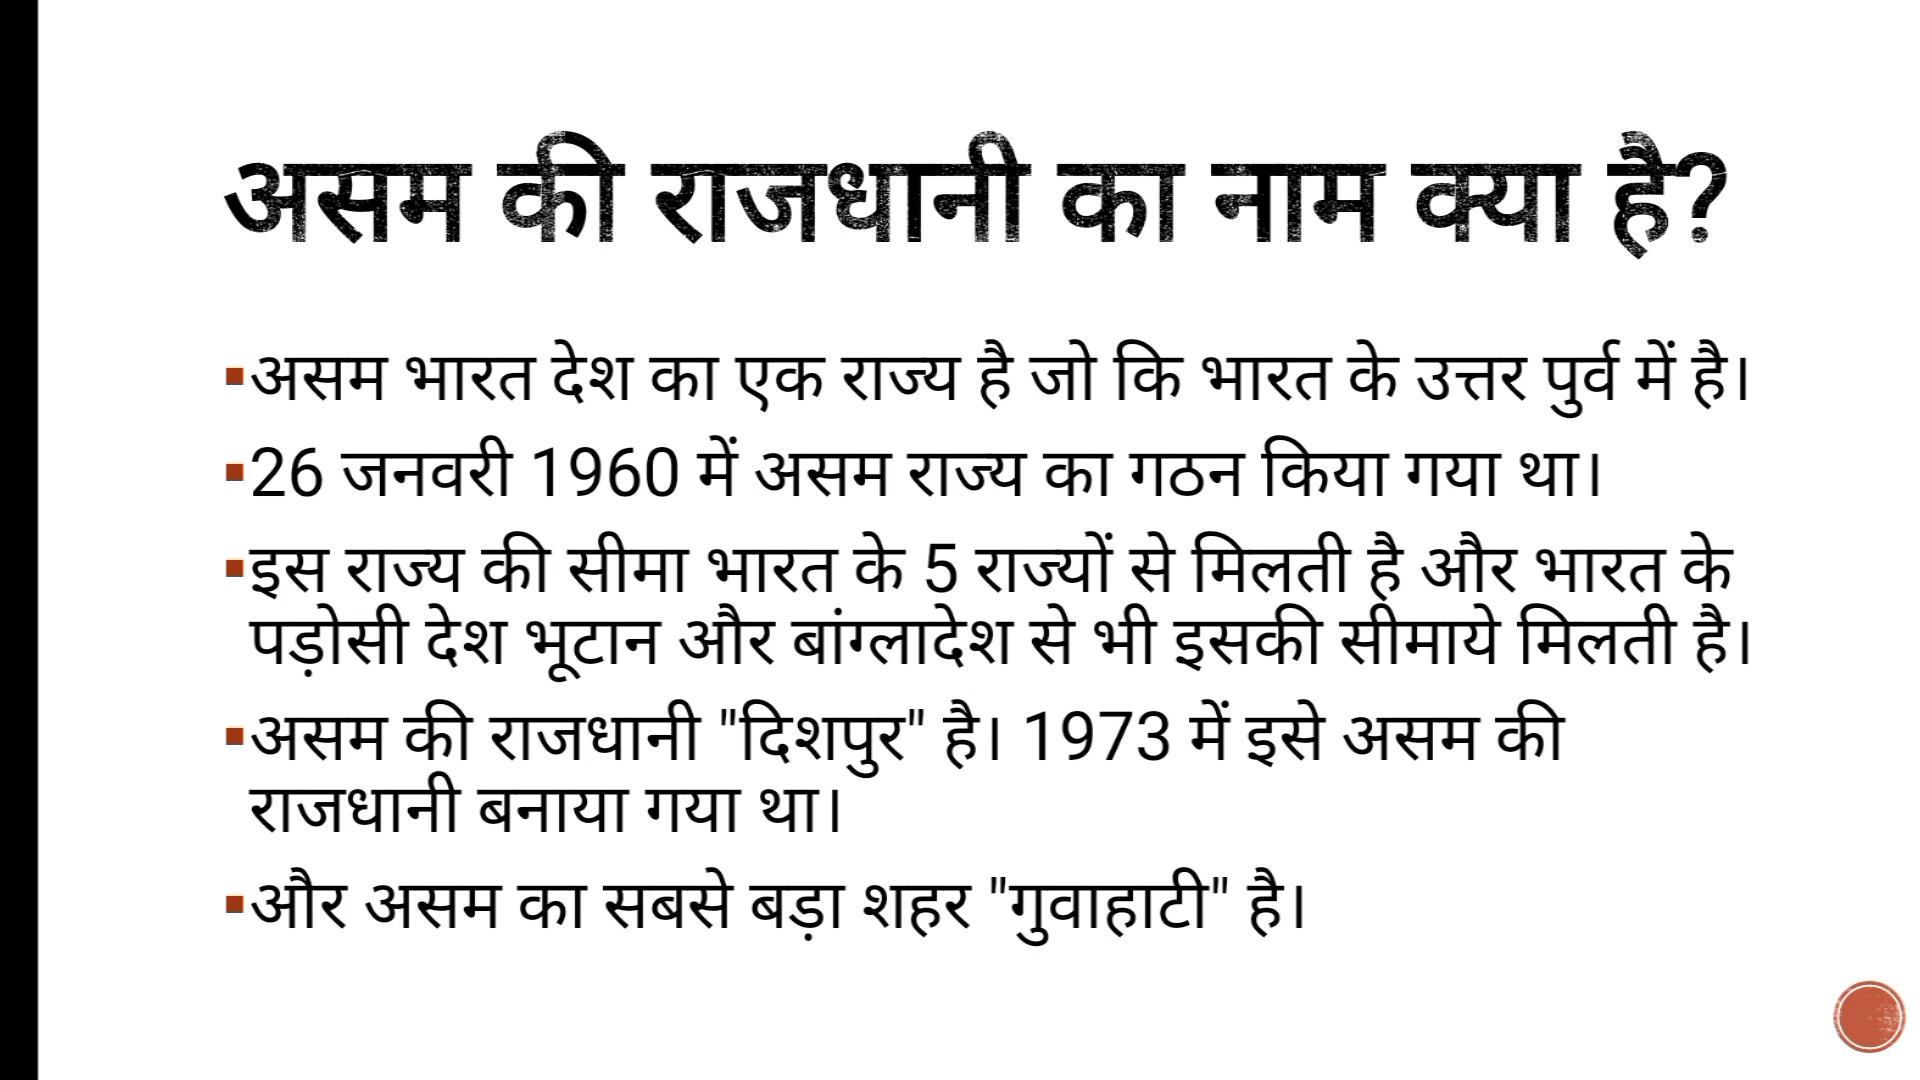 असम की राजधानी का नाम क्या है?
▪असम भारत देश का एक राज्य है जो कि भारत के उत्तर पुर्व में है।
▪26 जनवरी 1960 में असम राज्य का गठन किया गया था।
▪इस राज्य की सीमा भारत के 5 राज्यों से मिलती है और भारत के
पड़ोसी देश भूटान और बांग्लादेश से भी इसकी सीमाये मिलती है।
▪असम की राजधानी "दिशपुर" है। 1973 में इसे असम की
राजधानी बनाया गया था।
▪और असम का सबसे बड़ा शहर "गुवाहाटी" है।